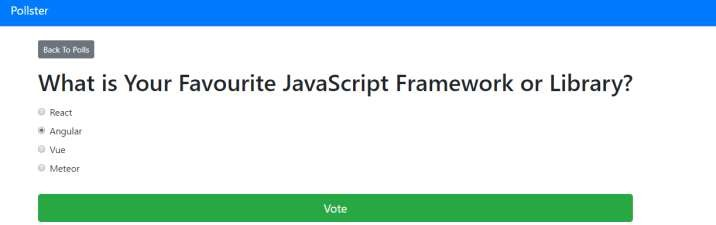 Pollster
Back To Polls
What is Your Favourite JavaScript Framework or Library?
React
Angular
Vue
Meteor
Vote